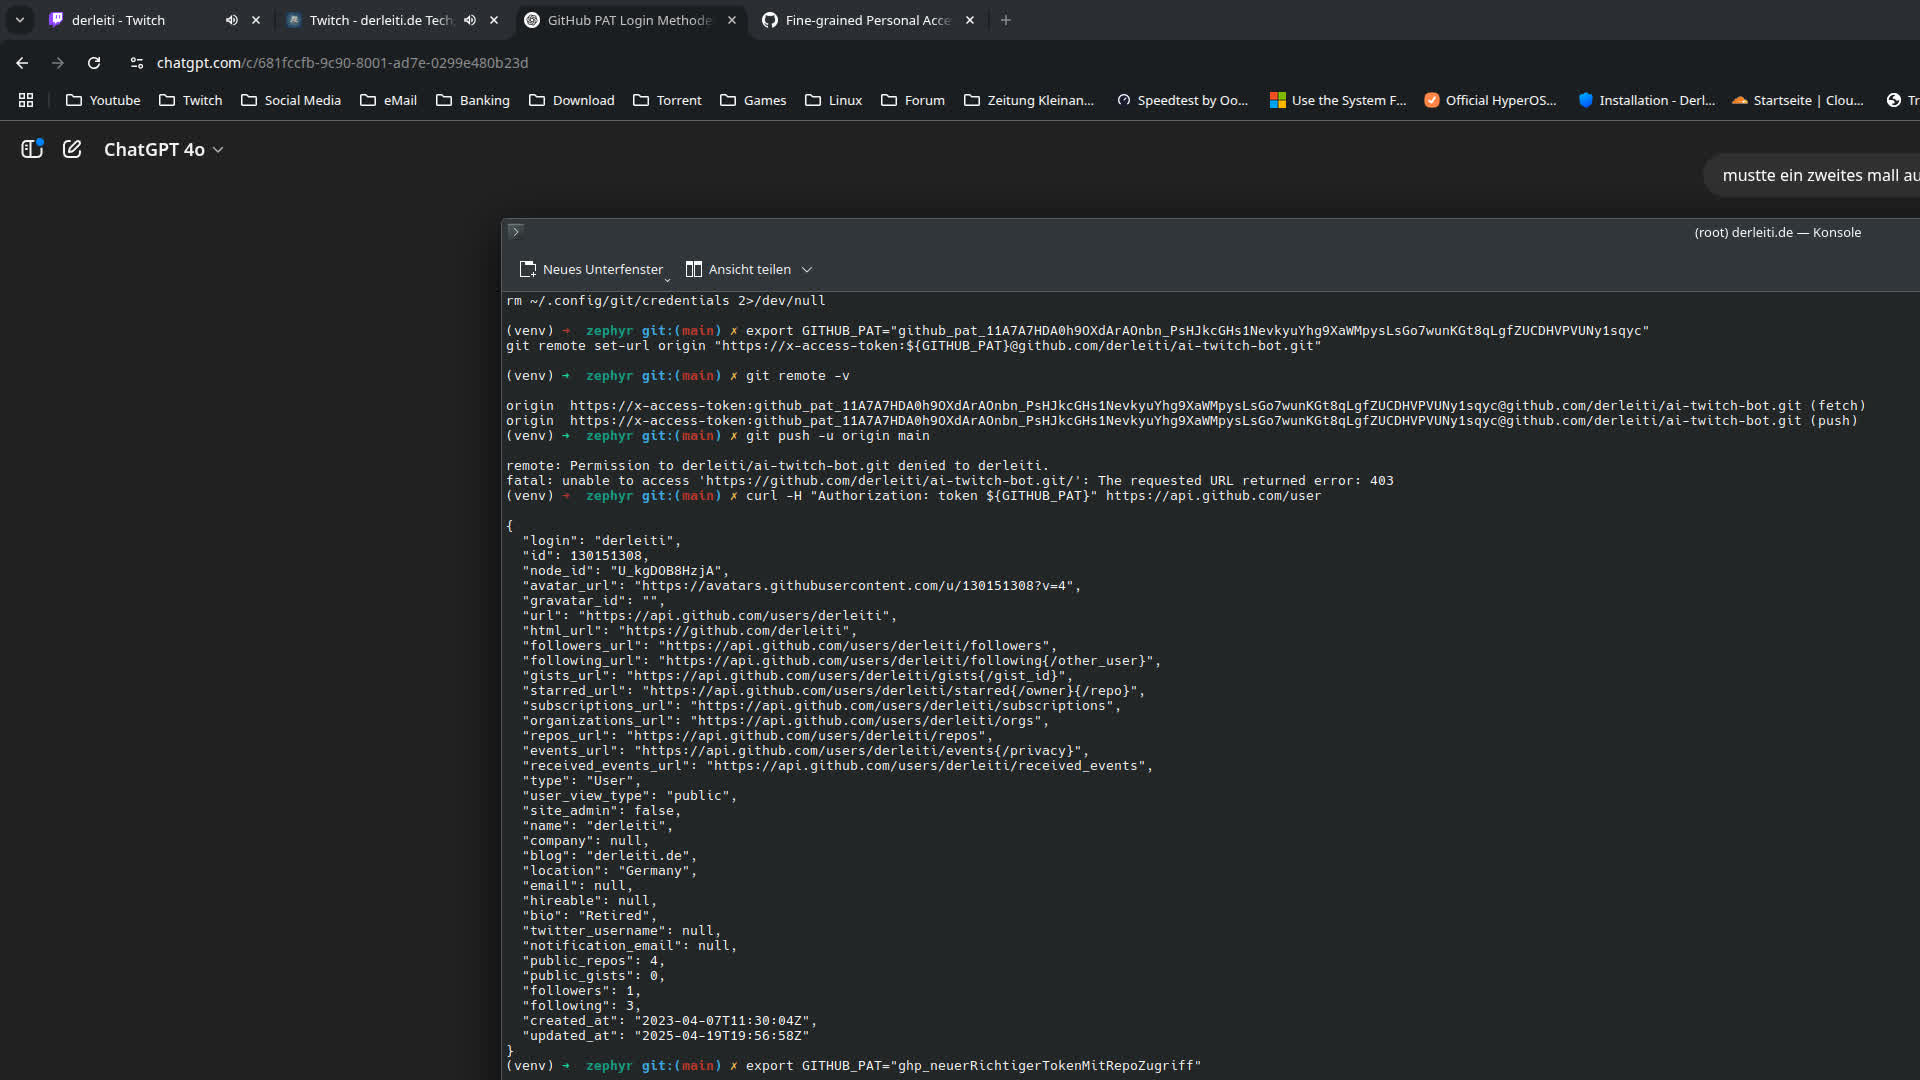 derleiti - Twitch
Twitch - derleiti.de Tech
GitHub PAT Login Methode
Fine-grained Personal Acce
chatgpt.com/c/681fccfb-9c90-8001-ad7e-0299e480b23d
Youtube Twitch Social Media eMail Banking Download Torrent Games Linux Forum Zeitung Kleinan... Speedtest by Oo... Use the System F... Official HyperOS... Installation - Derl... Startseite | Clou... Tr
ChatGPT 4o
mustte ein zweites mall au
(root) derleiti.de — Konsole
Neues Unterfenster Ansicht teilen
rm ~/.config/git/credentials 2>/dev/null
(venv) ➜ zephyr git:(main) ✗ export GITHUB_PAT="[REDACTED]"
git remote set-url origin "https://x-access-token:${GITHUB_PAT}@github.com/derleiti/ai-twitch-bot.git"
(venv) ➜ zephyr git:(main) ✗ git remote -v
origin https://x-access-token:[REDACTED]@github.com/derleiti/ai-twitch-bot.git (fetch)
origin https://x-access-token:[REDACTED]@github.com/derleiti/ai-twitch-bot.git (push)
(venv) ➜ zephyr git:(main) ✗ git push -u origin main
remote: Permission to derleiti/ai-twitch-bot.git denied to derleiti.
fatal: unable to access 'https://github.com/derleiti/ai-twitch-bot.git/': The requested URL returned error: 403
(venv) ➜ zephyr git:(main) ✗ curl -H "Authorization: token ${GITHUB_PAT}" https://api.github.com/user
{
"login": "derleiti",
"id": 130151308,
"node_id": "U_kgDOB8HzjA",
"avatar_url": "https://avatars.githubusercontent.com/u/130151308?v=4",
"gravatar_id": "",
"url": "https://api.github.com/users/derleiti",
"html_url": "https://github.com/derleiti",
"followers_url": "https://api.github.com/users/derleiti/followers",
"following_url": "https://api.github.com/users/derleiti/following{/other_user}",
"gists_url": "https://api.github.com/users/derleiti/gists{/gist_id}",
"starred_url": "https://api.github.com/users/derleiti/starred{/owner}{/repo}",
"subscriptions_url": "https://api.github.com/users/derleiti/subscriptions",
"organizations_url": "https://api.github.com/users/derleiti/orgs",
"repos_url": "https://api.github.com/users/derleiti/repos",
"events_url": "https://api.github.com/users/derleiti/events{/privacy}",
"received_events_url": "https://api.github.com/users/derleiti/received_events",
"type": "User",
"user_view_type": "public",
"site_admin": false,
"name": "derleiti",
"company": null,
"blog": "derleiti.de",
"location": "Germany",
"email": null,
"hireable": null,
"bio": "Retired",
"twitter_username": null,
"notification_email": null,
"public_repos": 4,
"public_gists": 0,
"followers": 1,
"following": 3,
"created_at": "2023-04-07T11:30:04Z",
"updated_at": "2025-04-19T19:56:58Z"
}
(venv) ➜ zephyr git:(main) ✗ export GITHUB_PAT="ghp_neuerRichtigerTokenMitRepoZugriff"